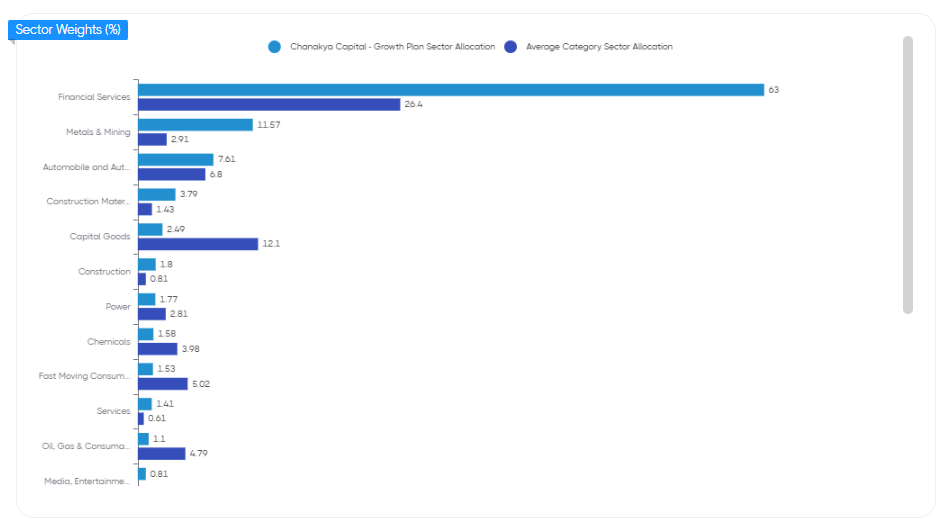 Sector Weights (%)
Chanakya Capital - Growth Plan Sector Allocation
Average Category Sector Allocation
Financial Services
63
26.4
Metals & Mining
11.57
2.91
Automobile and Aut...
7.61
6.8
Construction Mater...
3.79
1.43
Capital Goods
2.49
12.1
Construction
1.8
0.81
Power
1.77
2.81
Chemicals
1.58
3.98
Fast Moving Consum...
1.53
5.02
Services
1.41
0.61
Oil, Gas & Consuma...
1.1
4.79
Media, Entertainme...
0.81